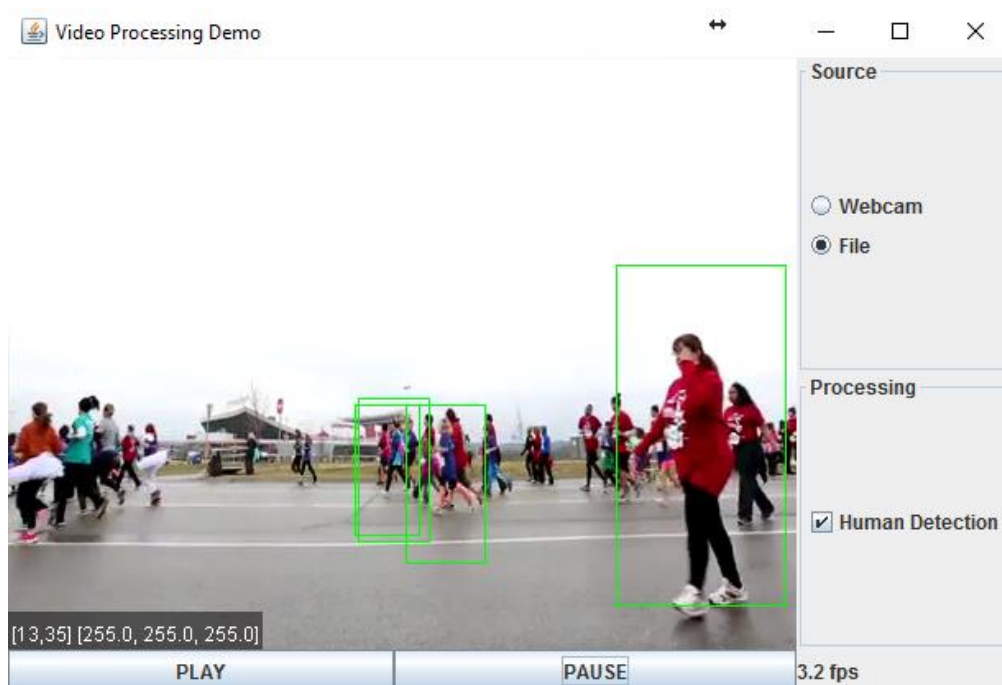 Video Processing Demo
Source
Webcam
File
Processing
Human Detection
[13,35] [255.0, 255.0, 255.0]
PLAY
PAUSE
3.2 fps